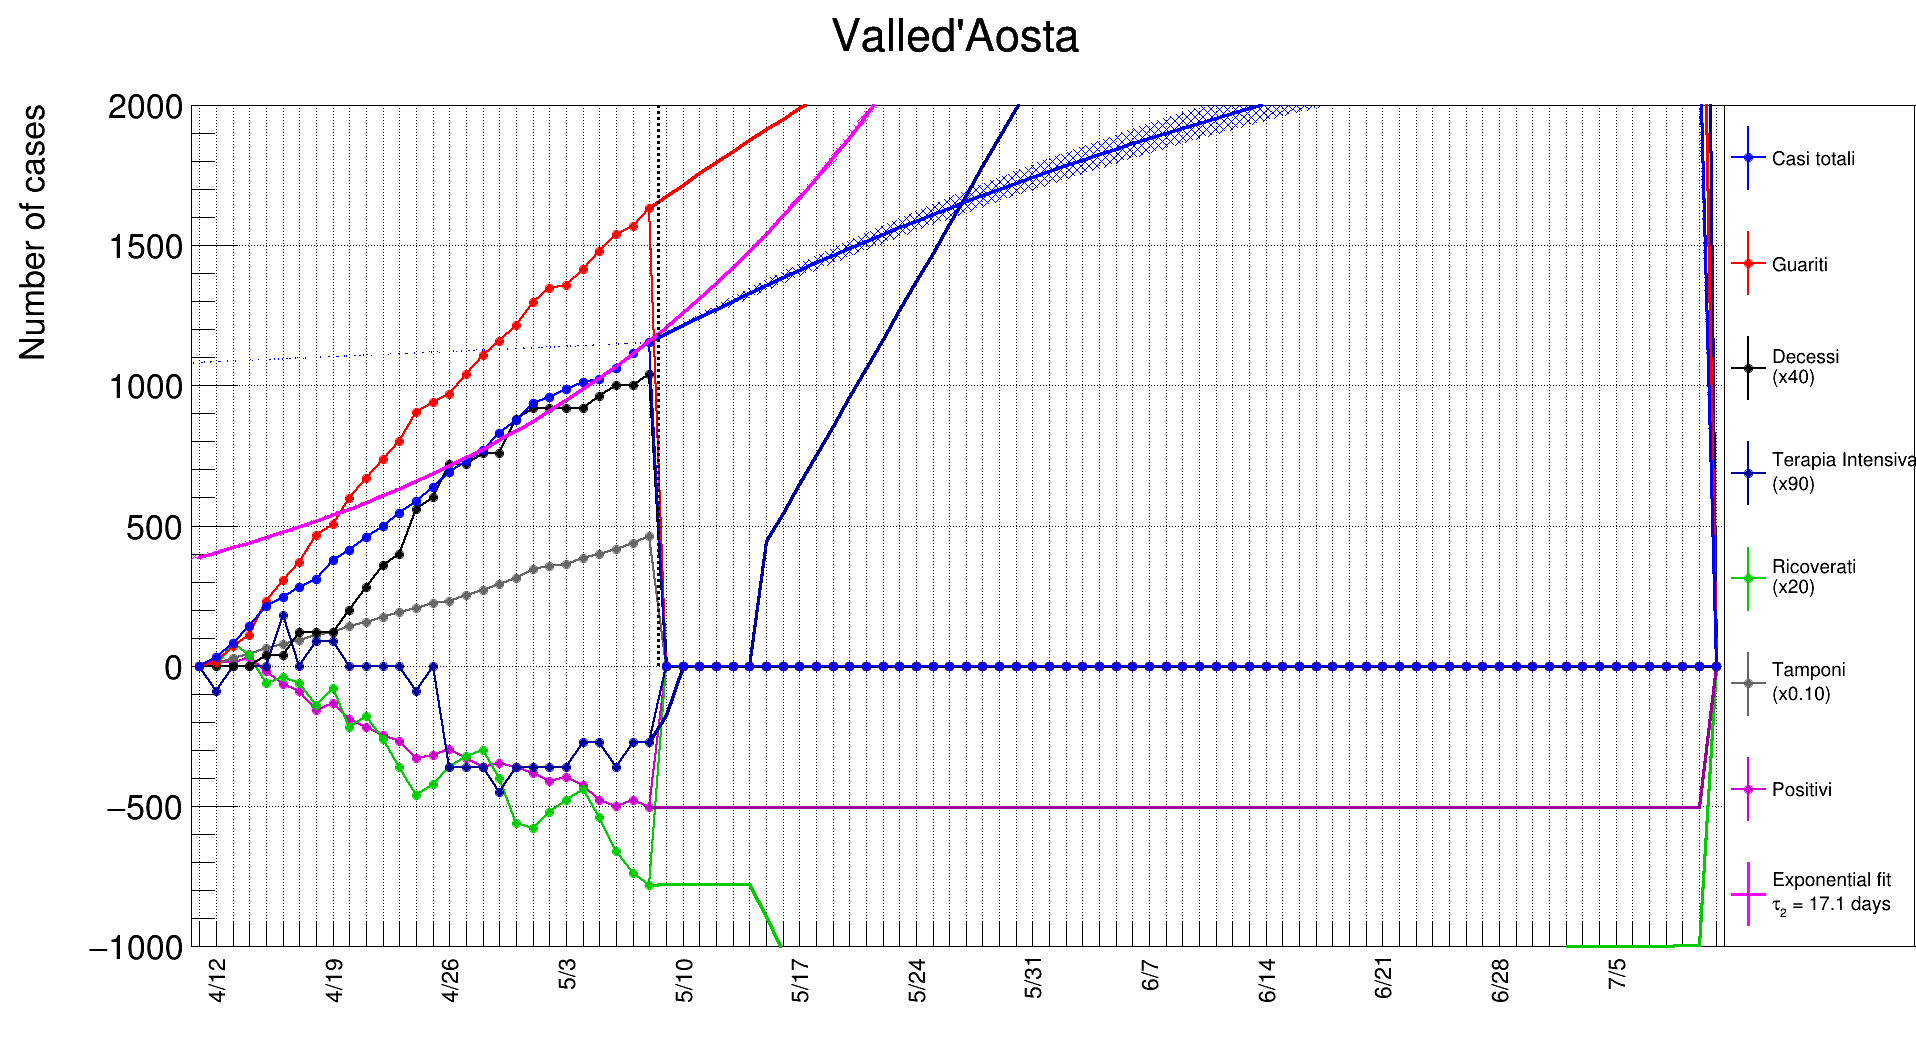 Valled'Aosta
Number of cases
2000
1500
1000
500
0
−500
−1000
4/12
4/19
4/26
5/3
5/10
5/17
5/24
5/31
6/7
6/14
6/21
6/28
7/5
Casi totali
Guariti
Decessi
(x40)
Terapia Intensiva
(x90)
Ricoverati
(x20)
Tamponi
(x0.10)
Positivi
Exponential fit
τ2 = 17.1 days